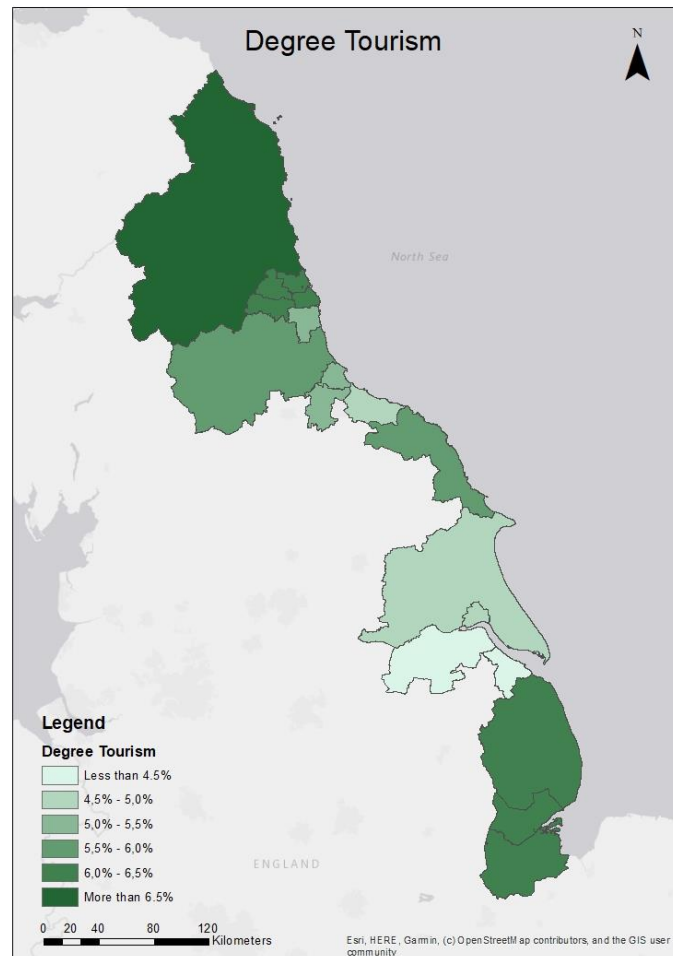 Degree Tourism
N
North Sea
Legend
Degree Tourism
Less than 4.5%
4,5% - 5,0%
5,0% - 5,5%
5,5% - 6,0%
6,0% - 6,5%
More than 6.5%
ENGLAND
0 20 40 80 120
Kilometers
Esri, HERE, Garmin, (c) OpenStreetMap contributors, and the GIS user
community